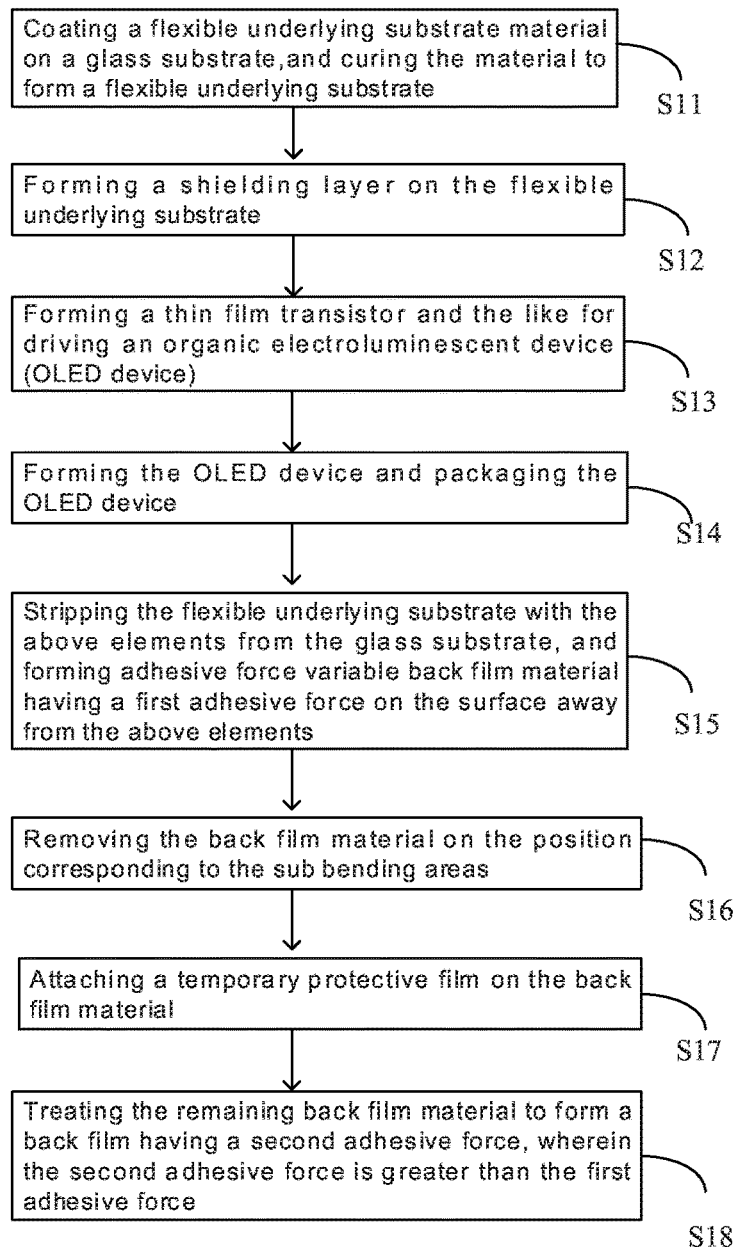 Coating a flexible underlying substrate material
on a glass substrate,and curing the material to
form a flexible underlying substrate
S11
Forming a shielding layer on the flexible
underlying substrate
S12
Forming a thin film transistor and the like for
driving an organic electroluminescent device
(OLED device)
S13
Forming the OLED device and packaging the
OLED device
S14
Stripping the flexible underlying substrate with the
above elements from the glass substrate, and
forming adhesive force variable back film material
having a first adhesive force on the surface away
from the above elements
S15
Removing the back film material on the position
corresponding to the sub bending areas
S16
Attaching a temporary protective film on the back
film material
S17
Treating the remaining back film material to form a
back film having a second adhesive force, wherein
the second adhesive force is greater than the first
adhesive force
S18